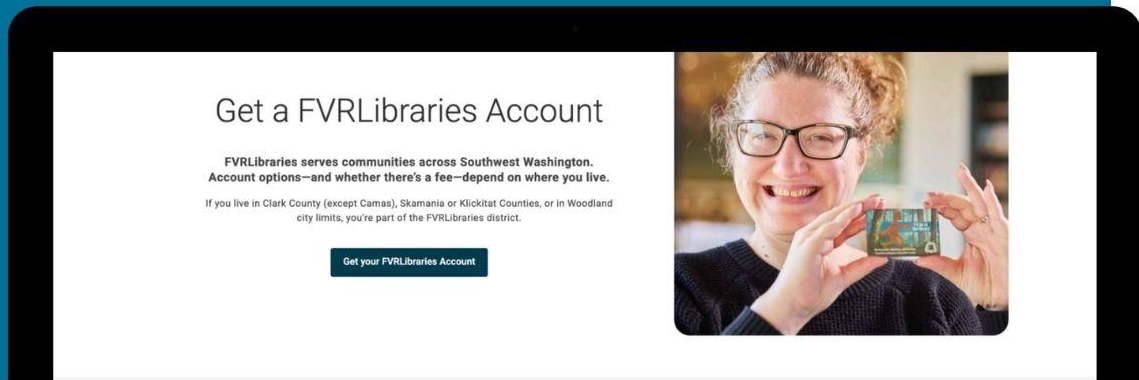 Get a FVRLibraries Account
FVRLibraries serves communities across Southwest Washington.
Account options—and whether there's a fee—depend on where you live.
If you live in Clark County (except Camas), Skamania or Klickitat Counties, or in Woodland
city limits, you're part of the FVRLibraries district.
Get your FVRLibraries Account